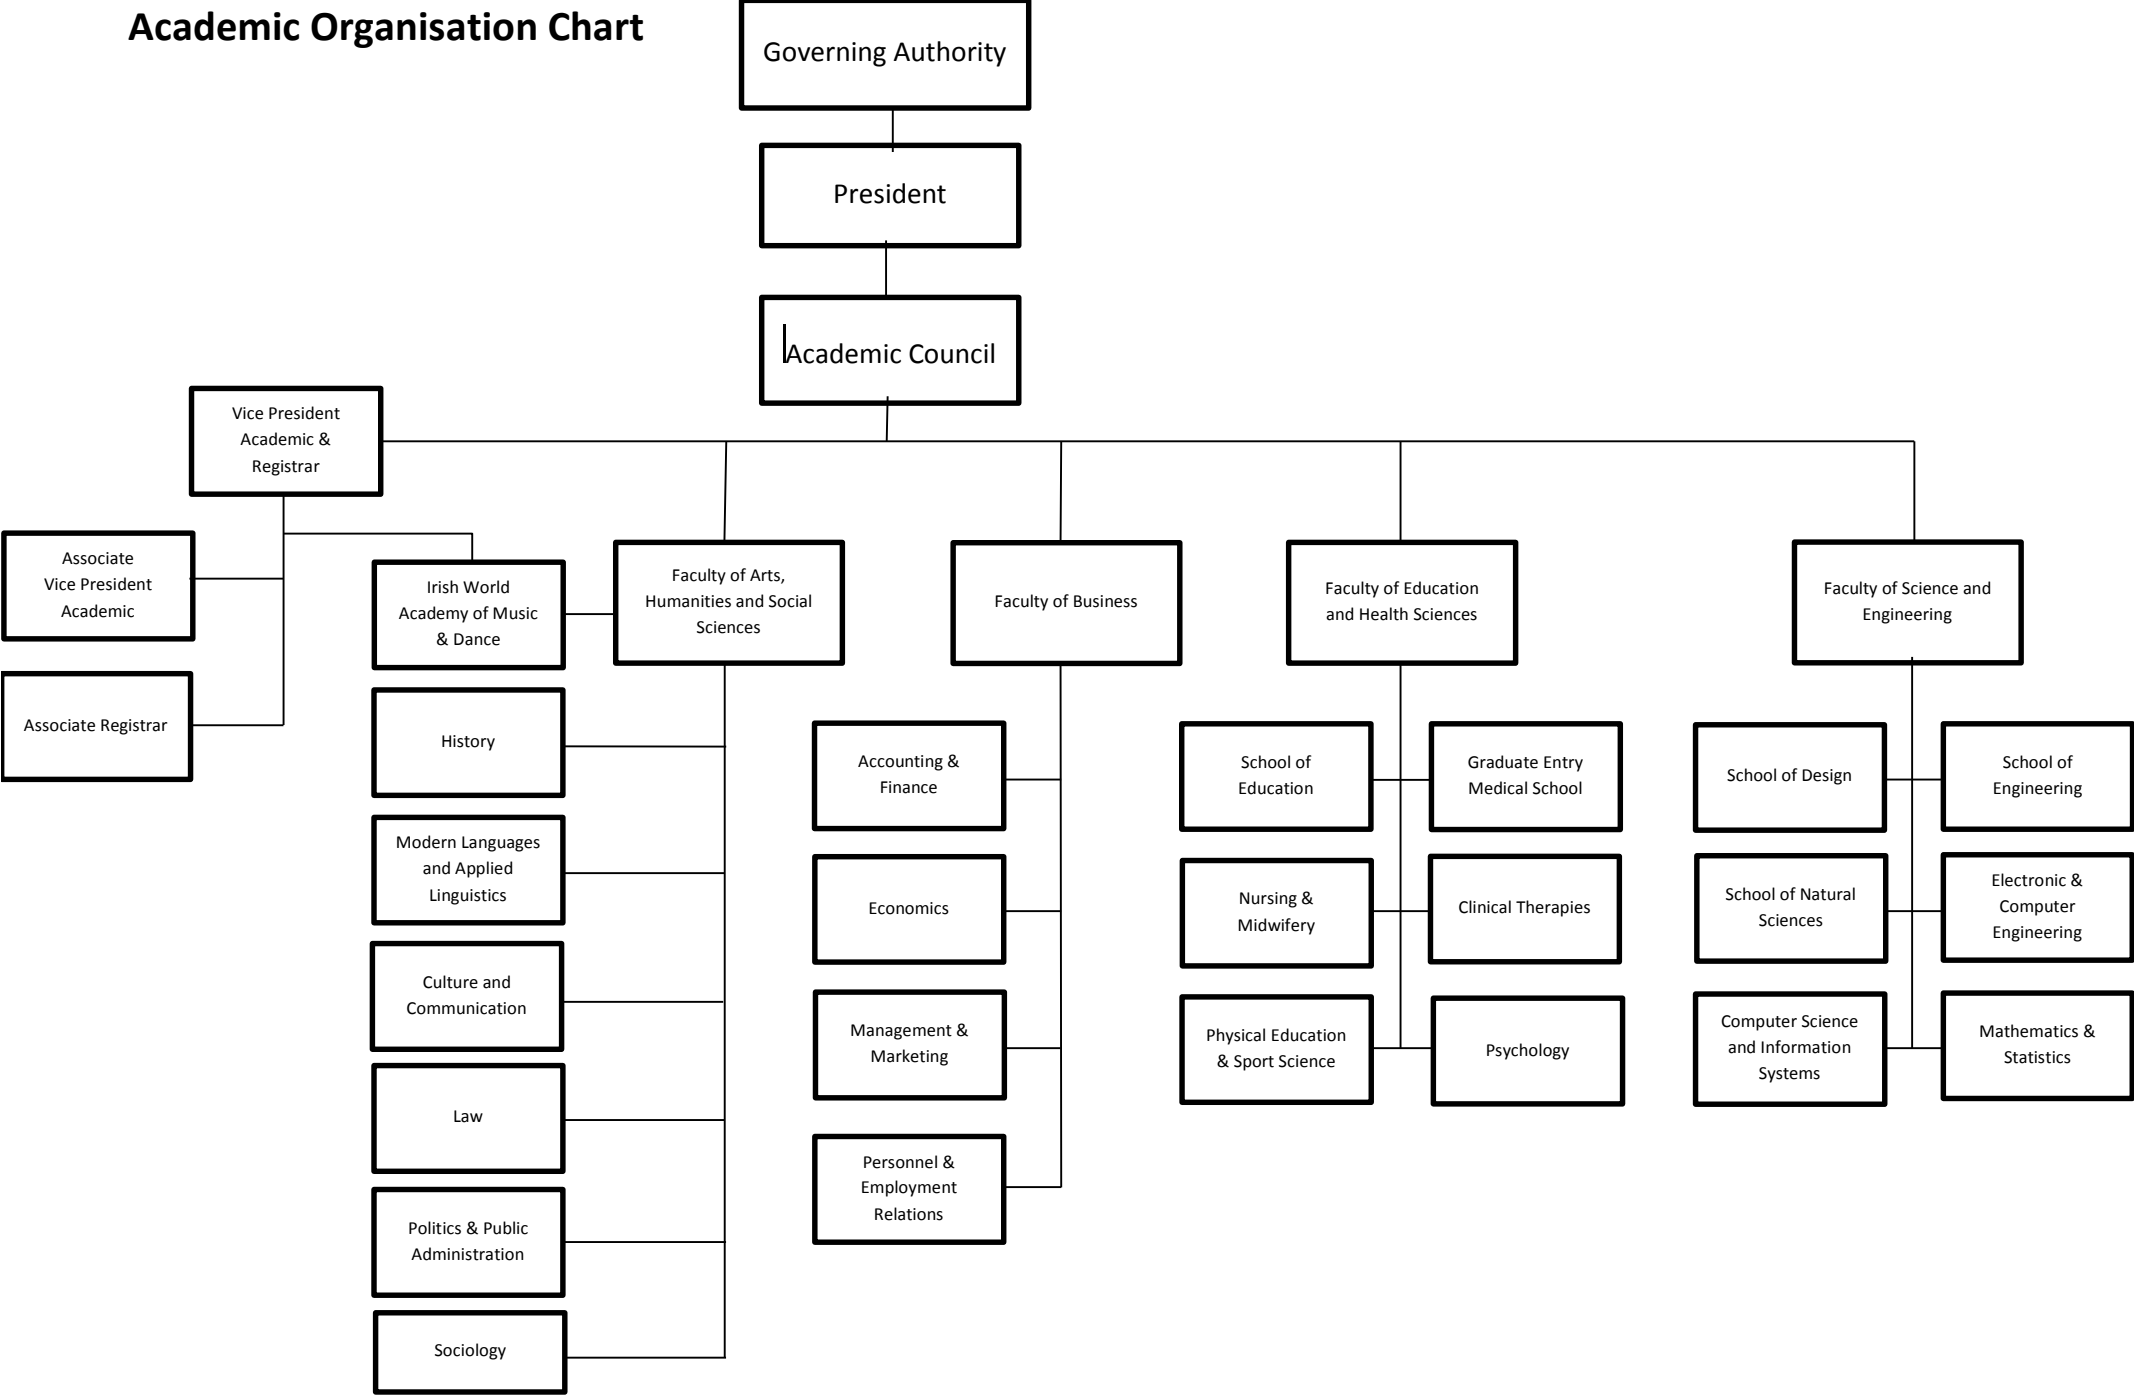 Academic Organisation Chart
Governing Authority
President
Academic Council
Vice President
Academic &
Registrar
Associate
Vice President
Academic
Associate Registrar
Irish World
Academy of Music
& Dance
Faculty of Arts,
Humanities and Social
Sciences
History
Modern Languages
and Applied
Linguistics
Culture and
Communication
Law
Politics & Public
Administration
Sociology
Faculty of Business
Accounting &
Finance
Economics
Management &
Marketing
Personnel &
Employment
Relations
Faculty of Education
and Health Sciences
School of
Education
Graduate Entry
Medical School
Nursing &
Midwifery
Clinical Therapies
Physical Education
& Sport Science
Psychology
Faculty of Science and
Engineering
School of Design
School of
Engineering
School of Natural
Sciences
Electronic &
Computer
Engineering
Computer Science
and Information
Systems
Mathematics &
Statistics